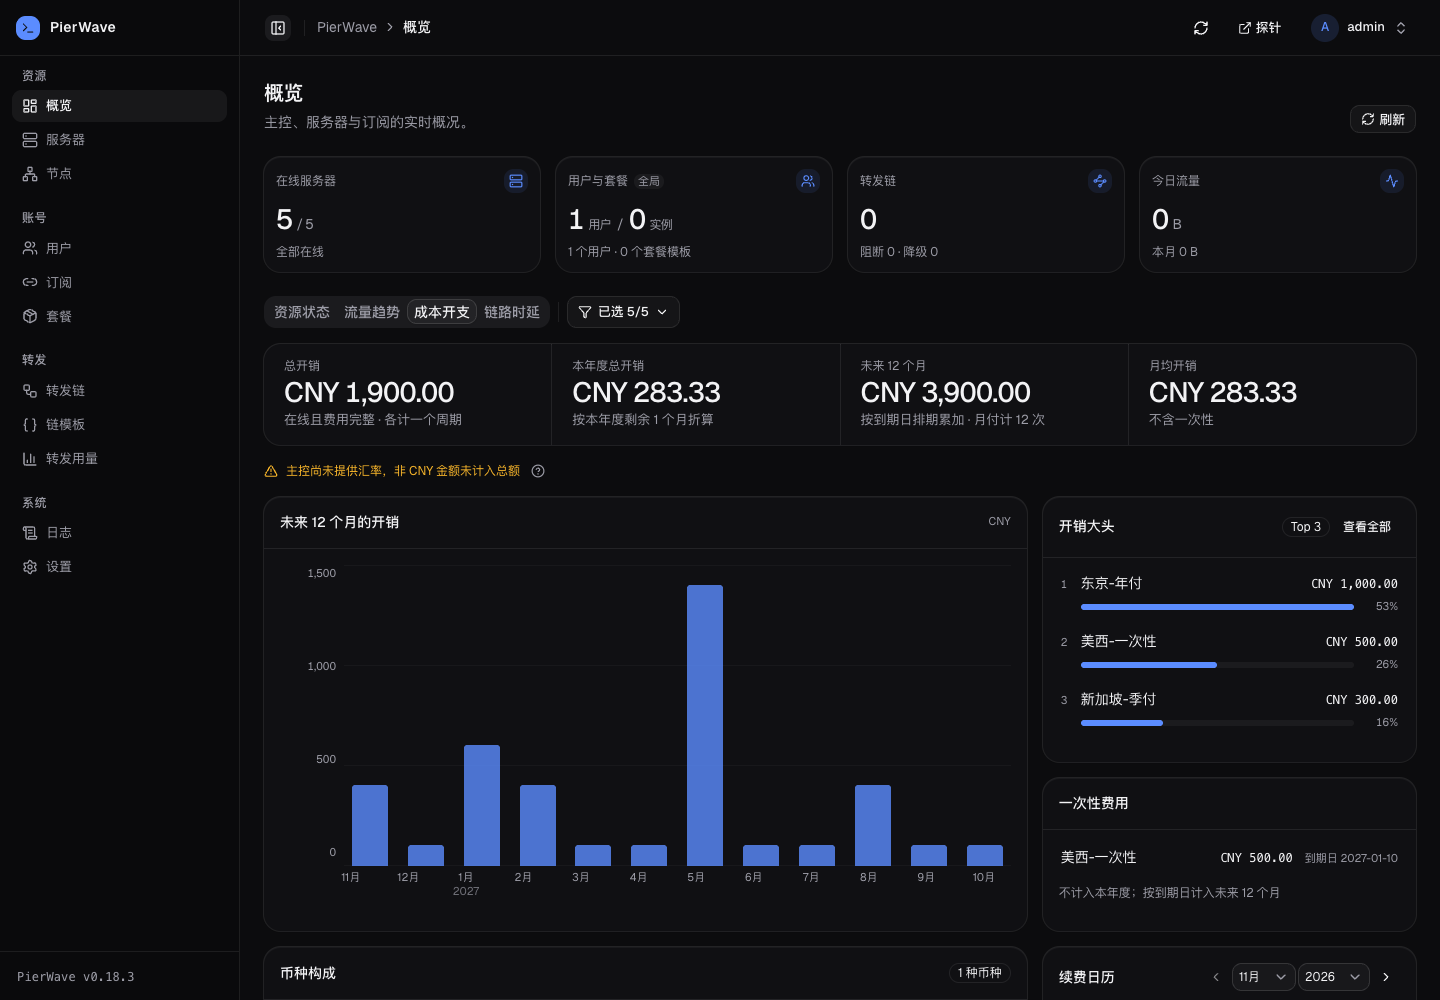 PierWave
PierWave > 概览
探针
A admin
资源
概览
服务器
节点
账号
用户
订阅
套餐
转发
转发链
链模板
转发用量
系统
日志
设置
PierWave v0.18.3
概览
主控、服务器与订阅的实时概况。
刷新
在线服务器
5 / 5
全部在线
用户与套餐 全局
1 用户 / 0 实例
1 个用户 · 0 个套餐模板
转发链
0
阻断 0 · 降级 0
今日流量
0 B
本月 0 B
资源状态 流量趋势 成本开支 链路时延
已选 5/5
总开销
CNY 1,900.00
在线且费用完整 · 各计一个周期
本年度总开销
CNY 283.33
按本年度剩余 1 个月折算
未来 12 个月
CNY 3,900.00
按到期日排期累加 · 月付计 12 次
月均开销
CNY 283.33
不含一次性
主控尚未提供汇率，非 CNY 金额未计入总额
未来 12 个月的开销
CNY
1,500
1,000
500
0
11月 12月 1月 2月 3月 4月 5月 6月 7月 8月 9月 10月
2027
开销大头
Top 3
查看全部
1 东京-年付 CNY 1,000.00
53%
2 美西-一次性 CNY 500.00
26%
3 新加坡-季付 CNY 300.00
16%
一次性费用
美西-一次性 CNY 500.00 到期日 2027-01-10
不计入本年度；按到期日计入未来 12 个月
币种构成
1 种币种
续费日历
11月
2026